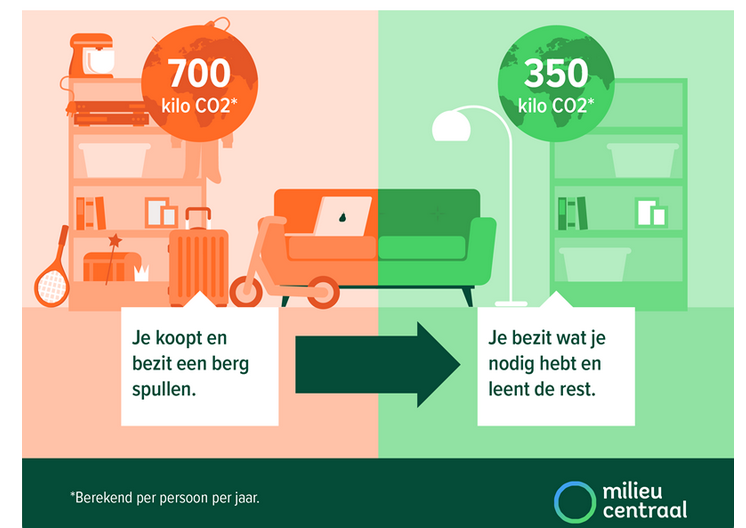 700
kilo CO2*
350
kilo CO2*
Je koopt en
bezit een berg
spullen.
Je bezit wat je
nodig hebt en
leent de rest.
*Berekend per persoon per jaar.
milieu
centraal